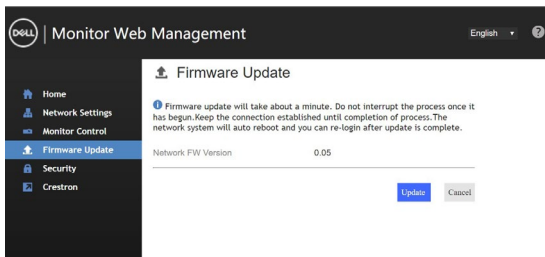 DELL | Monitor Web Management
English
?
Home
Network Settings
Monitor Control
Firmware Update
Security
Crestron
Firmware Update
Firmware update will take about a minute. Do not interrupt the process once it
has begun.Keep the connection established until completion of process.The
network system will auto reboot and you can re-login after update is complete.
Network FW Version 0.05
Update Cancel